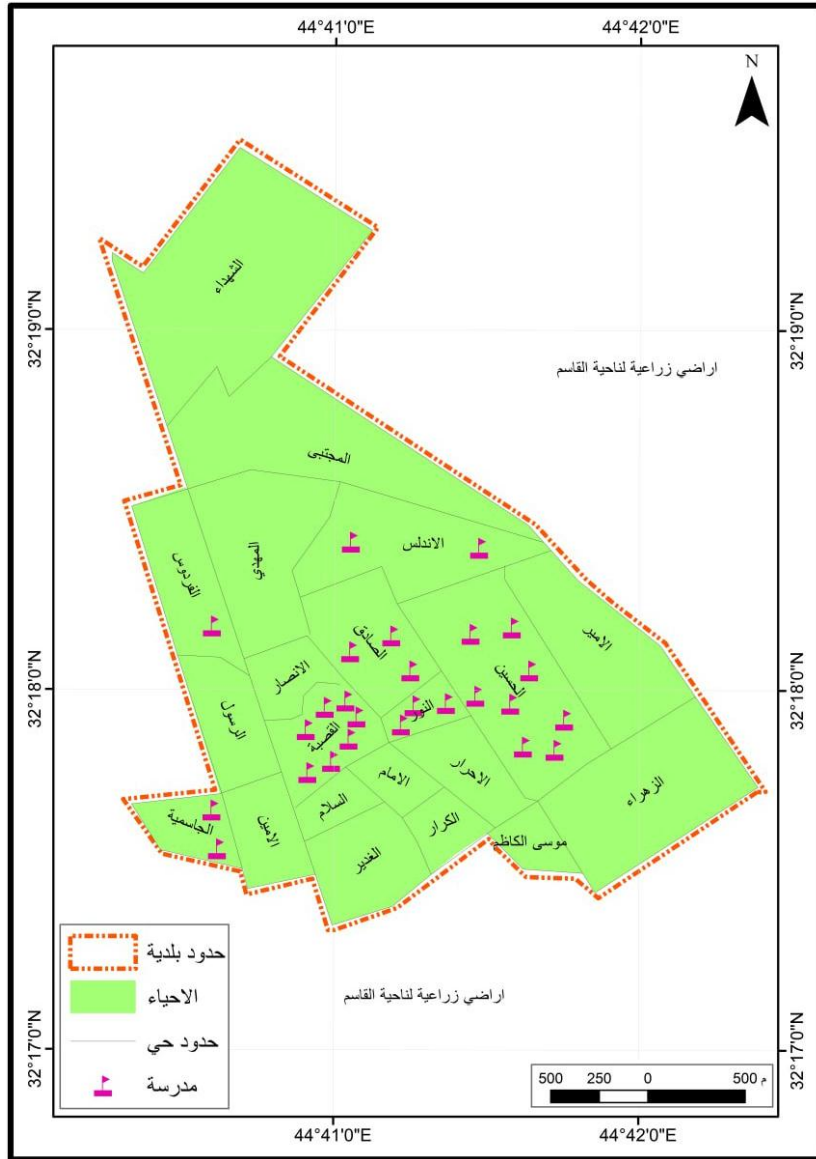 44°41'0"E
44°42'0"E
N
32°19'0"N
32°19'0"N
الشهداء
اراضي زراعية لناحية القاسم
المجتبى
الاندلس
المهدي
الفردوس
الامير
الصادق
32°18'0"N
32°18'0"N
الانصار
الحسين
الرسول
النور
القصبة
الاحرار
الامام
الزهراء
السلام
الامين
الجاسمية
الكرار
موسى الكاظم
الغدير
حدود بلدية
الاحياء
حدود حي
مدرسة
اراضي زراعية لناحية القاسم
32°17'0"N
32°17'0"N
500 250 0 500 م
44°41'0"E
44°42'0"E